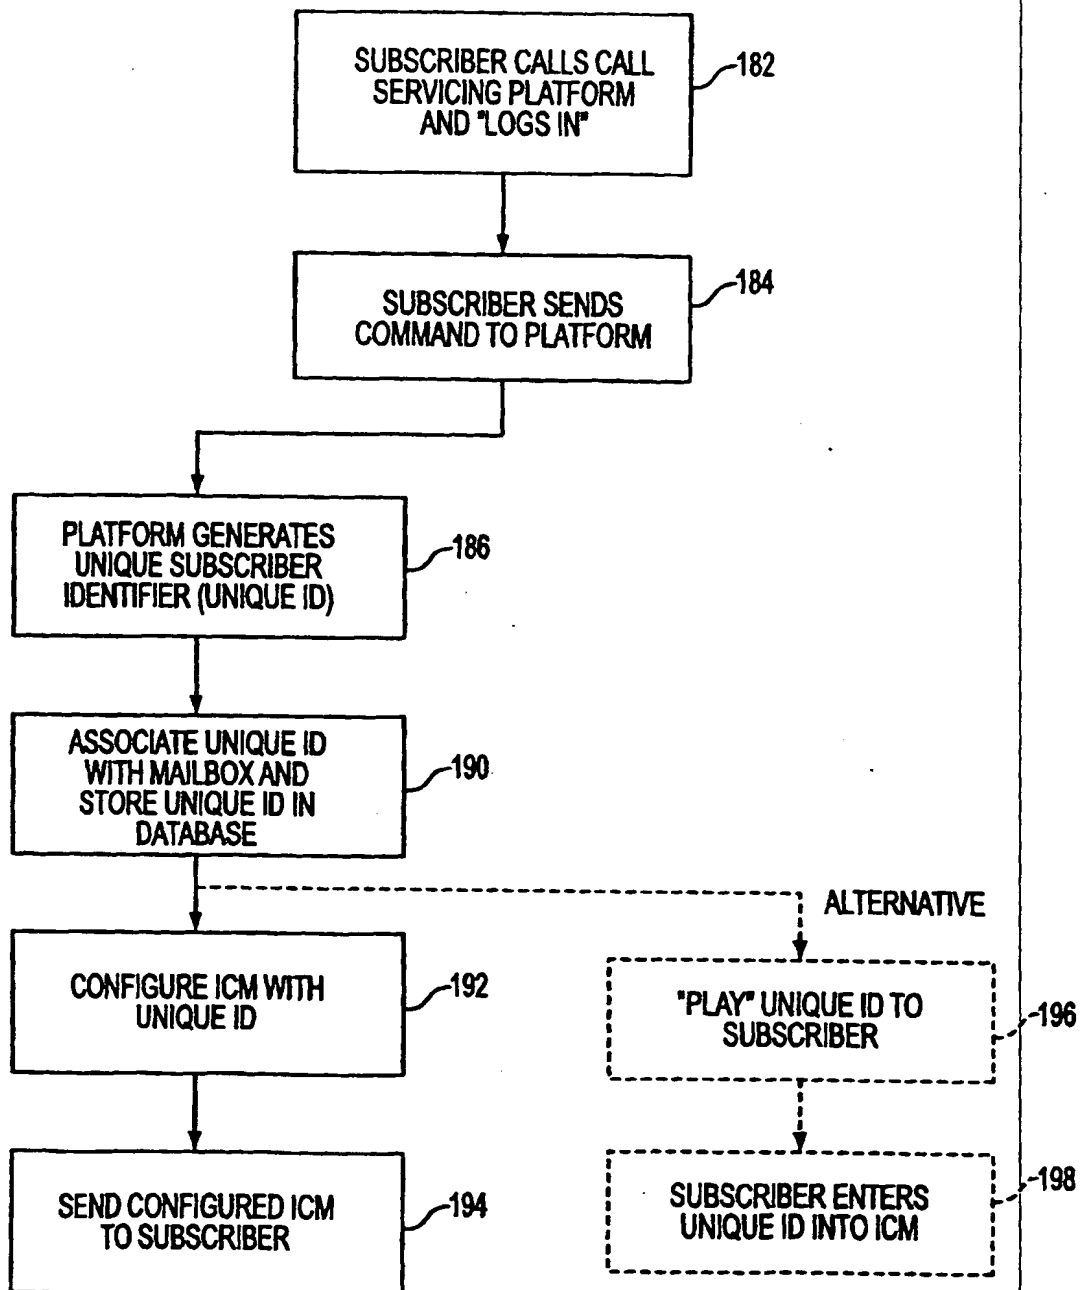 SUBSCRIBER CALLS CALL
SERVICING PLATFORM
AND "LOGS IN"
182
SUBSCRIBER SENDS
COMMAND TO PLATFORM
184
PLATFORM GENERATES
UNIQUE SUBSCRIBER
IDENTIFIER (UNIQUE ID)
186
ASSOCIATE UNIQUE ID
WITH MAILBOX AND
STORE UNIQUE ID IN
DATABASE
190
ALTERNATIVE
CONFIGURE ICM WITH
UNIQUE ID
192
"PLAY" UNIQUE ID TO
SUBSCRIBER
196
SEND CONFIGURED ICM
TO SUBSCRIBER
194
SUBSCRIBER ENTERS
UNIQUE ID INTO ICM
198